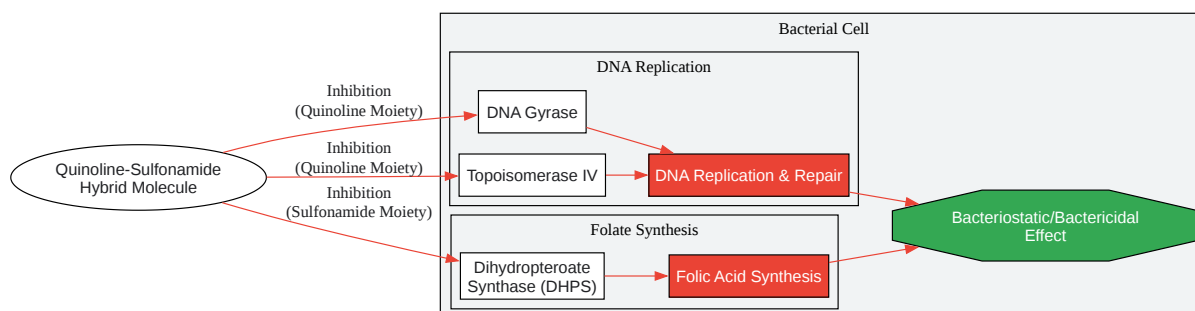 Bacterial Cell
DNA Replication
Inhibition
(Quinoline Moiety)
DNA Gyrase
Quinoline-Sulfonamide
Hybrid Molecule
Inhibition
(Quinoline Moiety)
Topoisomerase IV
DNA Replication & Repair
Inhibition
(Sulfonamide Moiety)
Bacteriostatic/Bactericidal
Effect
Folate Synthesis
Dihydropteroate
Synthase (DHPS)
Folic Acid Synthesis